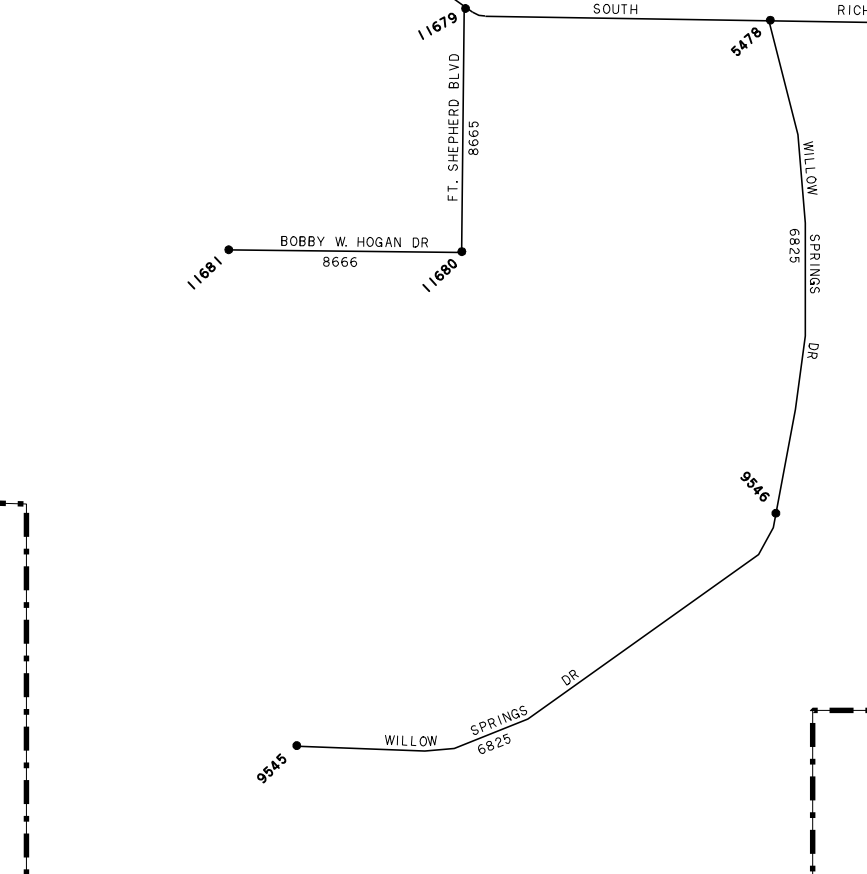 SOUTH
RICH
11679
5478
FT. SHEPHERD BLVD
8665
WILLOW SPRINGS DR
6825
BOBBY W. HOGAN DR
8666
11681
11680
9546
WILLOW SPRINGS DR
6825
9545